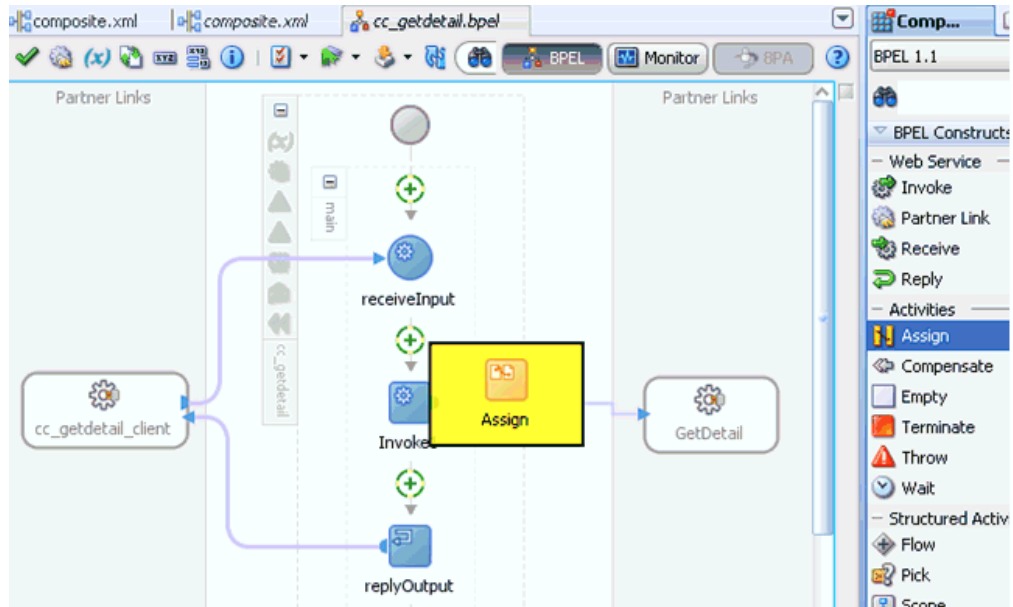 composite.xml
composite.xml
cc_getdetail.bpel
Comp...
(x)
BPEL
Monitor
BPA
BPEL 1.1
Partner Links
Partner Links
BPEL Constructs
Web Service
Invoke
Partner Link
Receive
Reply
Activities
Assign
Compensate
Empty
Terminate
Throw
Wait
Structured Activ
Flow
Pick
Scope
(x)
main
receiveInput
cc_getdetail
Assign
cc_getdetail_client
GetDetail
Invoke
replyOutput